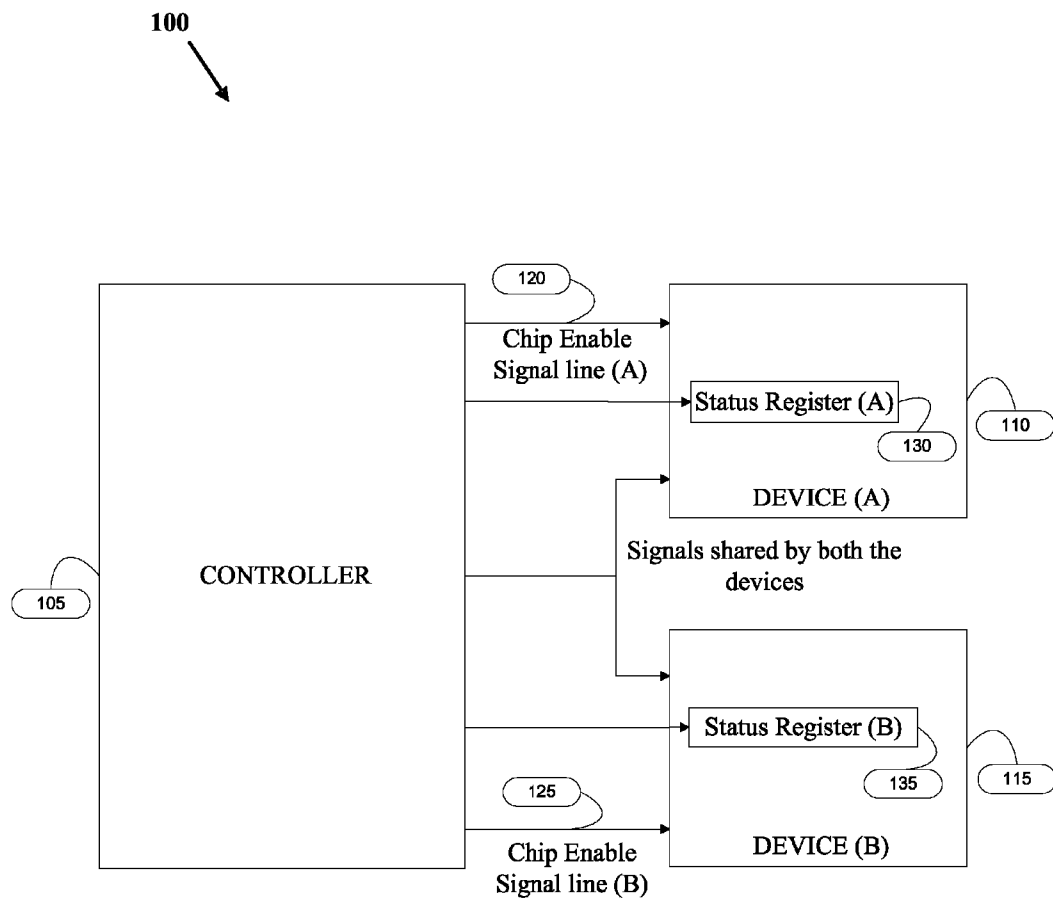 100
120
Chip Enable
Signal line (A)
Status Register (A)
110
130
DEVICE (A)
Signals shared by both the
devices
CONTROLLER
105
Status Register (B)
115
135
125
DEVICE (B)
Chip Enable
Signal line (B)